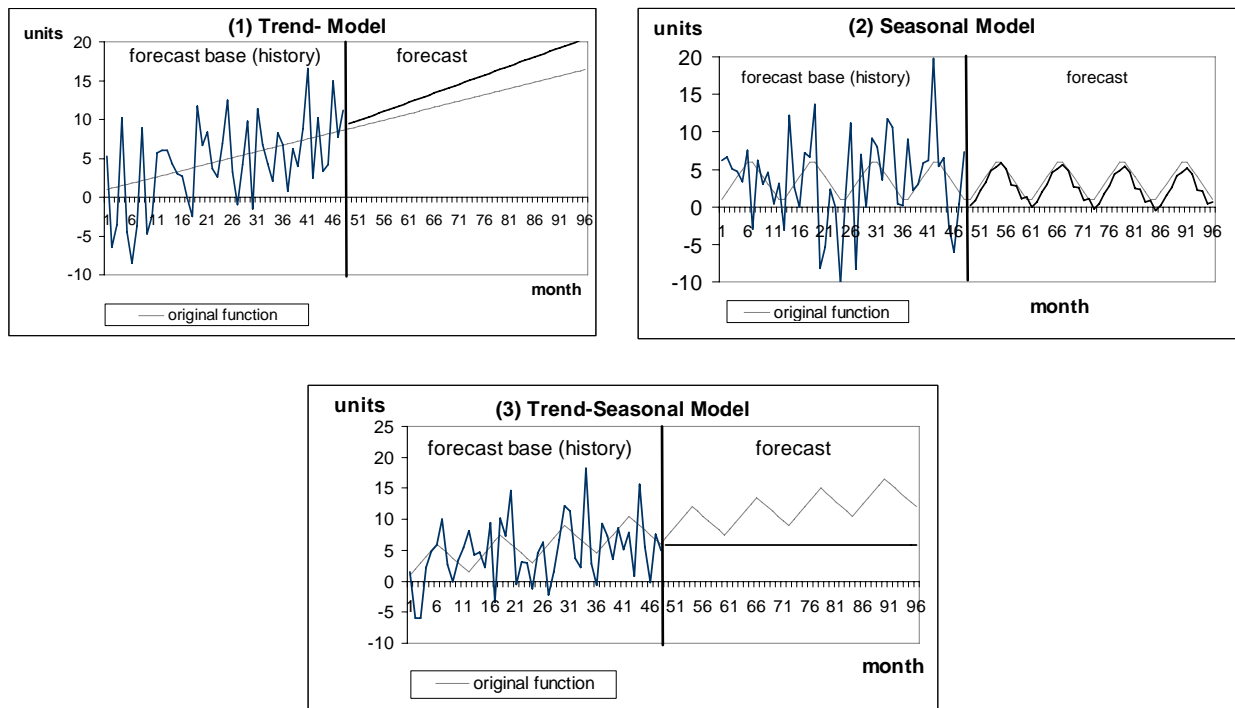 (1) Trend- Model
units
forecast base (history)
forecast
20
15
10
5
0
-5
-10
1 6 11 16 21 26 31 36 41 46 51 56 61 66 71 76 81 86 91 96
month
original function
(2) Seasonal Model
units
forecast base (history)
forecast
20
15
10
5
0
-5
-10
1 6 11 16 21 26 31 36 41 46 51 56 61 66 71 76 81 86 91 96
month
original function
(3) Trend-Seasonal Model
units
forecast base (history)
forecast
25
20
15
10
5
0
-5
-10
1 6 11 16 21 26 31 36 41 46 51 56 61 66 71 76 81 86 91 96
month
original function